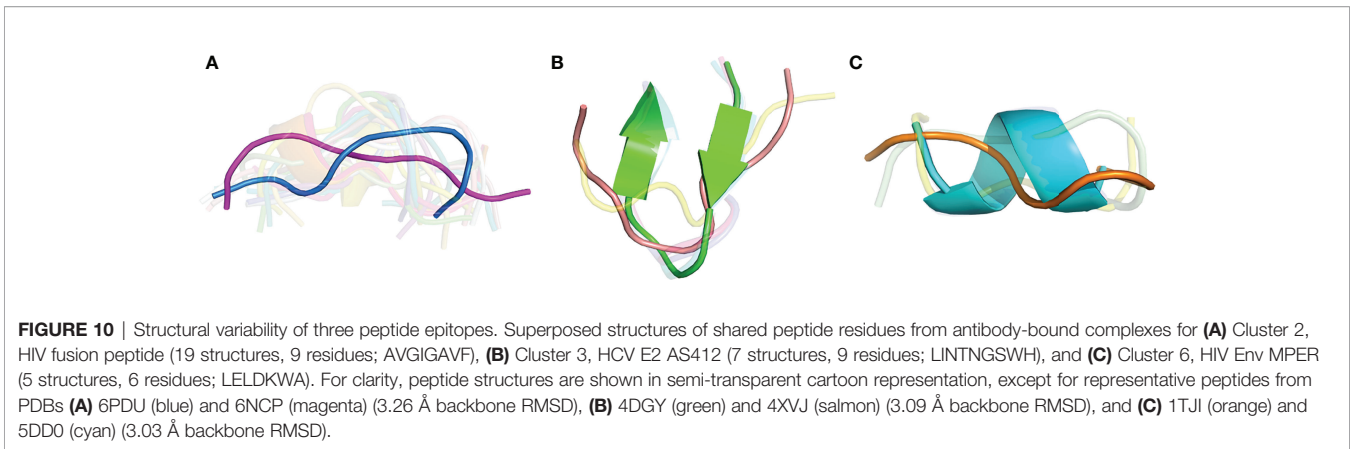 A
B
C
FIGURE 10 | Structural variability of three peptide epitopes. Superposed structures of shared peptide residues from antibody-bound complexes for (A) Cluster 2,
HIV fusion peptide (19 structures, 9 residues; AVGIGAVF), (B) Cluster 3, HCV E2 AS412 (7 structures, 9 residues; LINTNGSWH), and (C) Cluster 6, HIV Env MPER
(5 structures, 6 residues; LELDKWA). For clarity, peptide structures are shown in semi-transparent cartoon representation, except for representative peptides from
PDBs (A) 6PDU (blue) and 6NCP (magenta) (3.26 Å backbone RMSD), (B) 4DGY (green) and 4XVJ (salmon) (3.09 Å backbone RMSD), and (C) 1TJI (orange) and
5DD0 (cyan) (3.03 Å backbone RMSD).